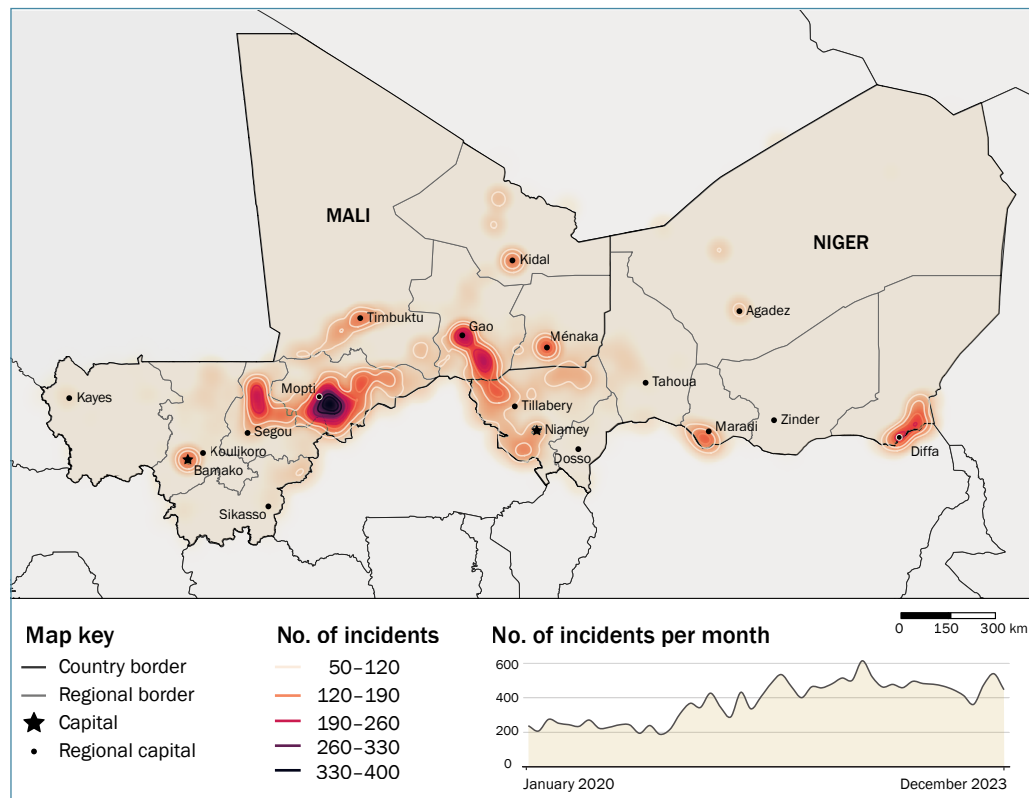 MALI
NIGER
Kidal
Timbuktu
Agadez
Gao
Ménaka
Mopti
Tahoua
Kayes
Tillabery
Segou
Niamey
Maradi
Zinder
Koulikoro
Dosso
Diffa
Bamako
Sikasso
Map key
Country border
Regional border
Capital
Regional capital
No. of incidents
50–120
120–190
190–260
260–330
330–400
No. of incidents per month
0 150 300 km
600
400
200
0
January 2020 December 2023